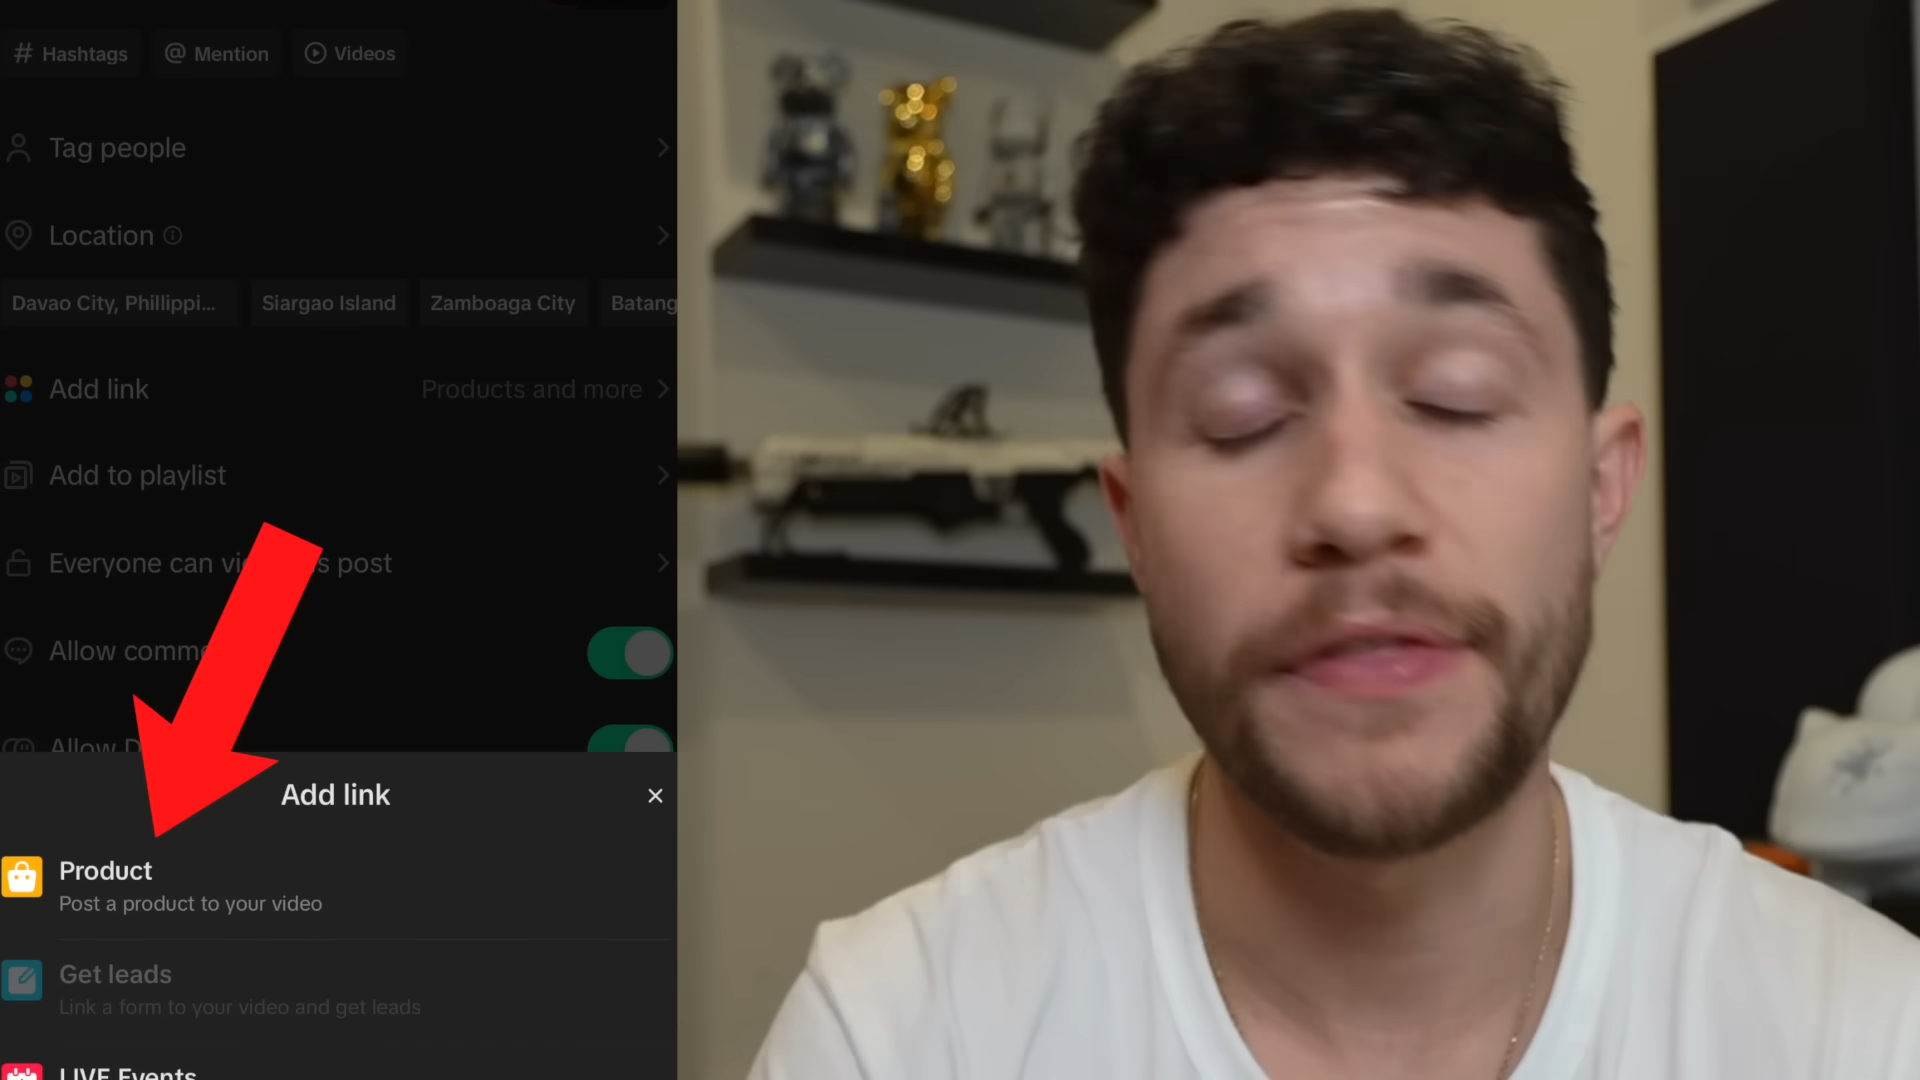 # Hashtags @ Mention Videos
Tag people
Location
Davao City, Phillippi... Siargao Island Zamboaga City Batang
Add link Products and more
Add to playlist
Everyone can vi s post
Allow comme
Allow D
Add link
Product
Post a product to your video
Get leads
Link a form to your video and get leads
LIVE Events